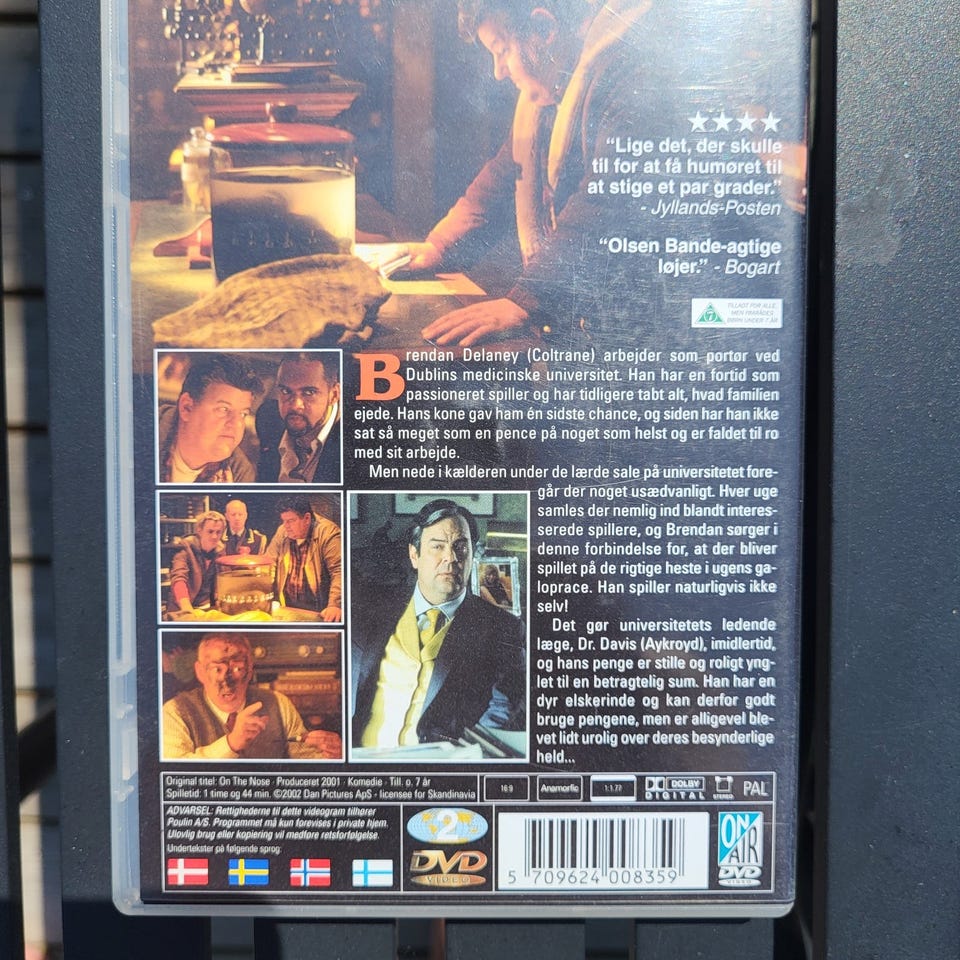 “Lige det, der skulle
til for at få humøret til
at stige et par grader.”
- Jyllands-Posten
“Olsen Bande-agtige
løjer.” - Bogart
7
TILLADT FOR ALLE
MEN FRARÅDES
BØRN UNDER 7 ÅR
Brendan Delaney (Coltrane) arbejder som portør ved
Dublins medicinske universitet. Han har en fortid som
passioneret spiller og har tidligere tabt alt, hvad familien
ejede. Hans kone gav ham én sidste chance, og siden har han ikke
sat så meget som en pence på noget som helst og er faldet til ro
med sit arbejde.
Men nede i kælderen under de lærde sale på universitetet fore-
går der noget usædvanligt. Hver uge
samles der nemlig ind blandt interes-
serede spillere, og Brendan sørger i
denne forbindelse for, at der bliver
spillet på de rigtige heste i ugens ga-
loprace. Han spiller naturligvis ikke
selv!
Det gør universitetets ledende
læge, Dr. Davis (Aykroyd), imidlertid,
og hans penge er stille og roligt yng-
let til en betragtelig sum. Han har en
dyr elskerinde og kan derfor godt
bruge pengene, men er alligevel ble-
vet lidt urolig over deres besynderlige
held...
Original titel: On The Nose · Produceret 2001 · Komedie · Till. o. 7 år
Spilletid: 1 time og 44 min. ©2002 Dan Pictures ApS - licensee for Skandinavia
16:9
Anamorfic
1:1.77
DOLBY
DIGITAL
STEREO
PAL
ADVARSEL: Rettighederne til dette videogram tilhører
Poulin A/S. Programmet må kun forevises i private hjem.
Ulovlig brug eller kopiering vil medføre retsforfølgelse.
Undertekster på følgende sprog:
2
DVD
VIDEO
5 709624 008359
ON
AIR
DVD
VIDEO